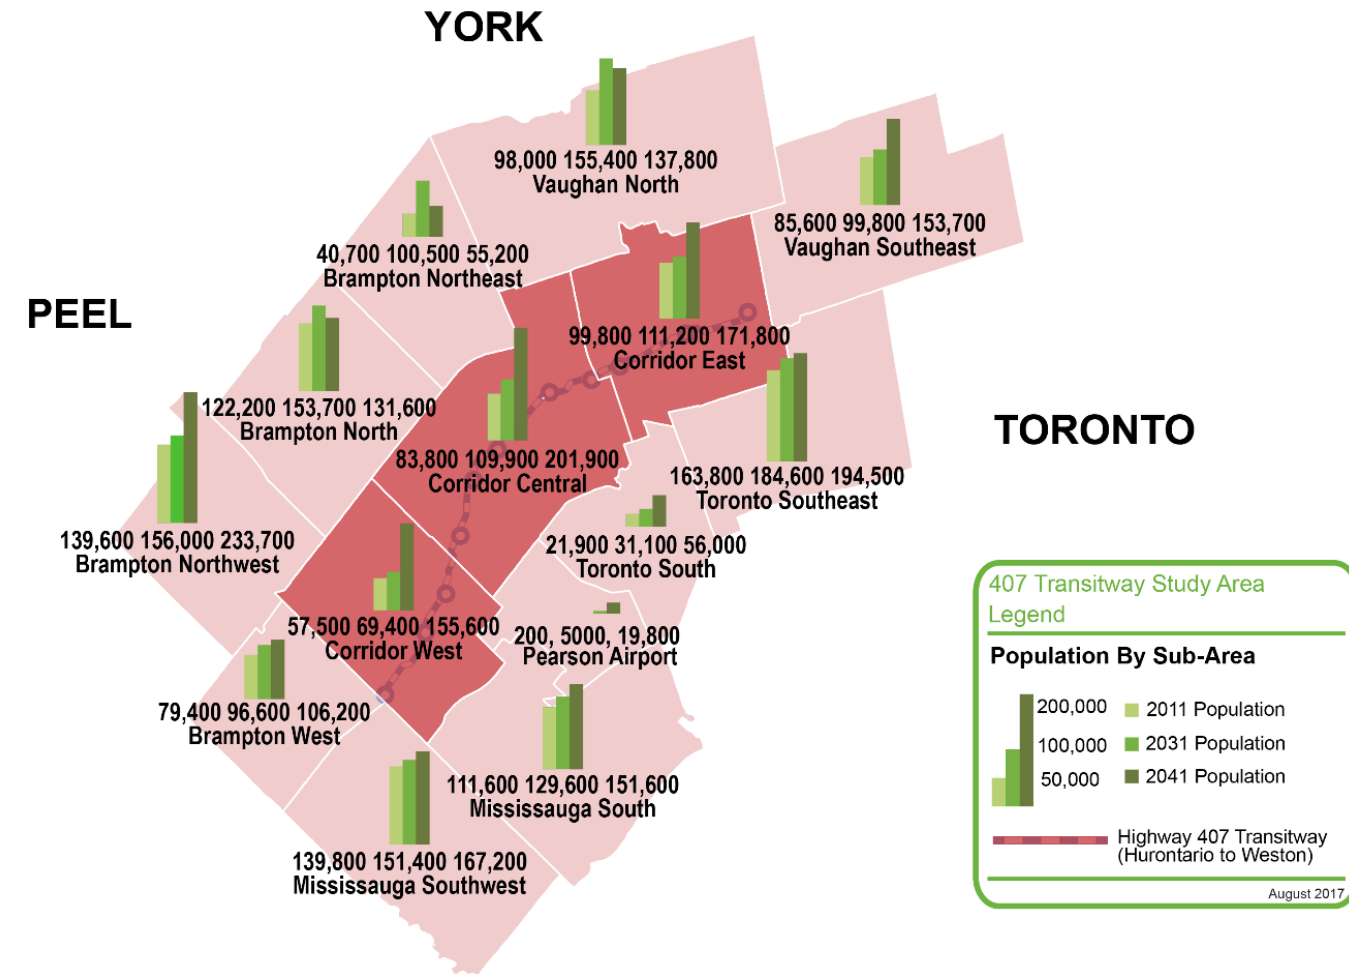 YORK
98,000 155,400 137,800
Vaughan North
85,600 99,800 153,700
Vaughan Southeast
40,700 100,500 55,200
Brampton Northeast
PEEL
99,800 111,200 171,800
Corridor East
122,200 153,700 131,600
Brampton North
TORONTO
83,800 109,900 201,900
Corridor Central
163,800 184,600 194,500
Toronto Southeast
139,600 156,000 233,700
Brampton Northwest
21,900 31,100 56,000
Toronto South
57,500 69,400 155,600
Corridor West
200, 5000, 19,800
Pearson Airport
79,400 96,600 106,200
Brampton West
111,600 129,600 151,600
Mississauga South
139,800 151,400 167,200
Mississauga Southwest
407 Transitway Study Area
Legend
Population By Sub-Area
200,000
2011 Population
100,000
2031 Population
50,000
2041 Population
Highway 407 Transitway
(Hurontario to Weston)
August 2017